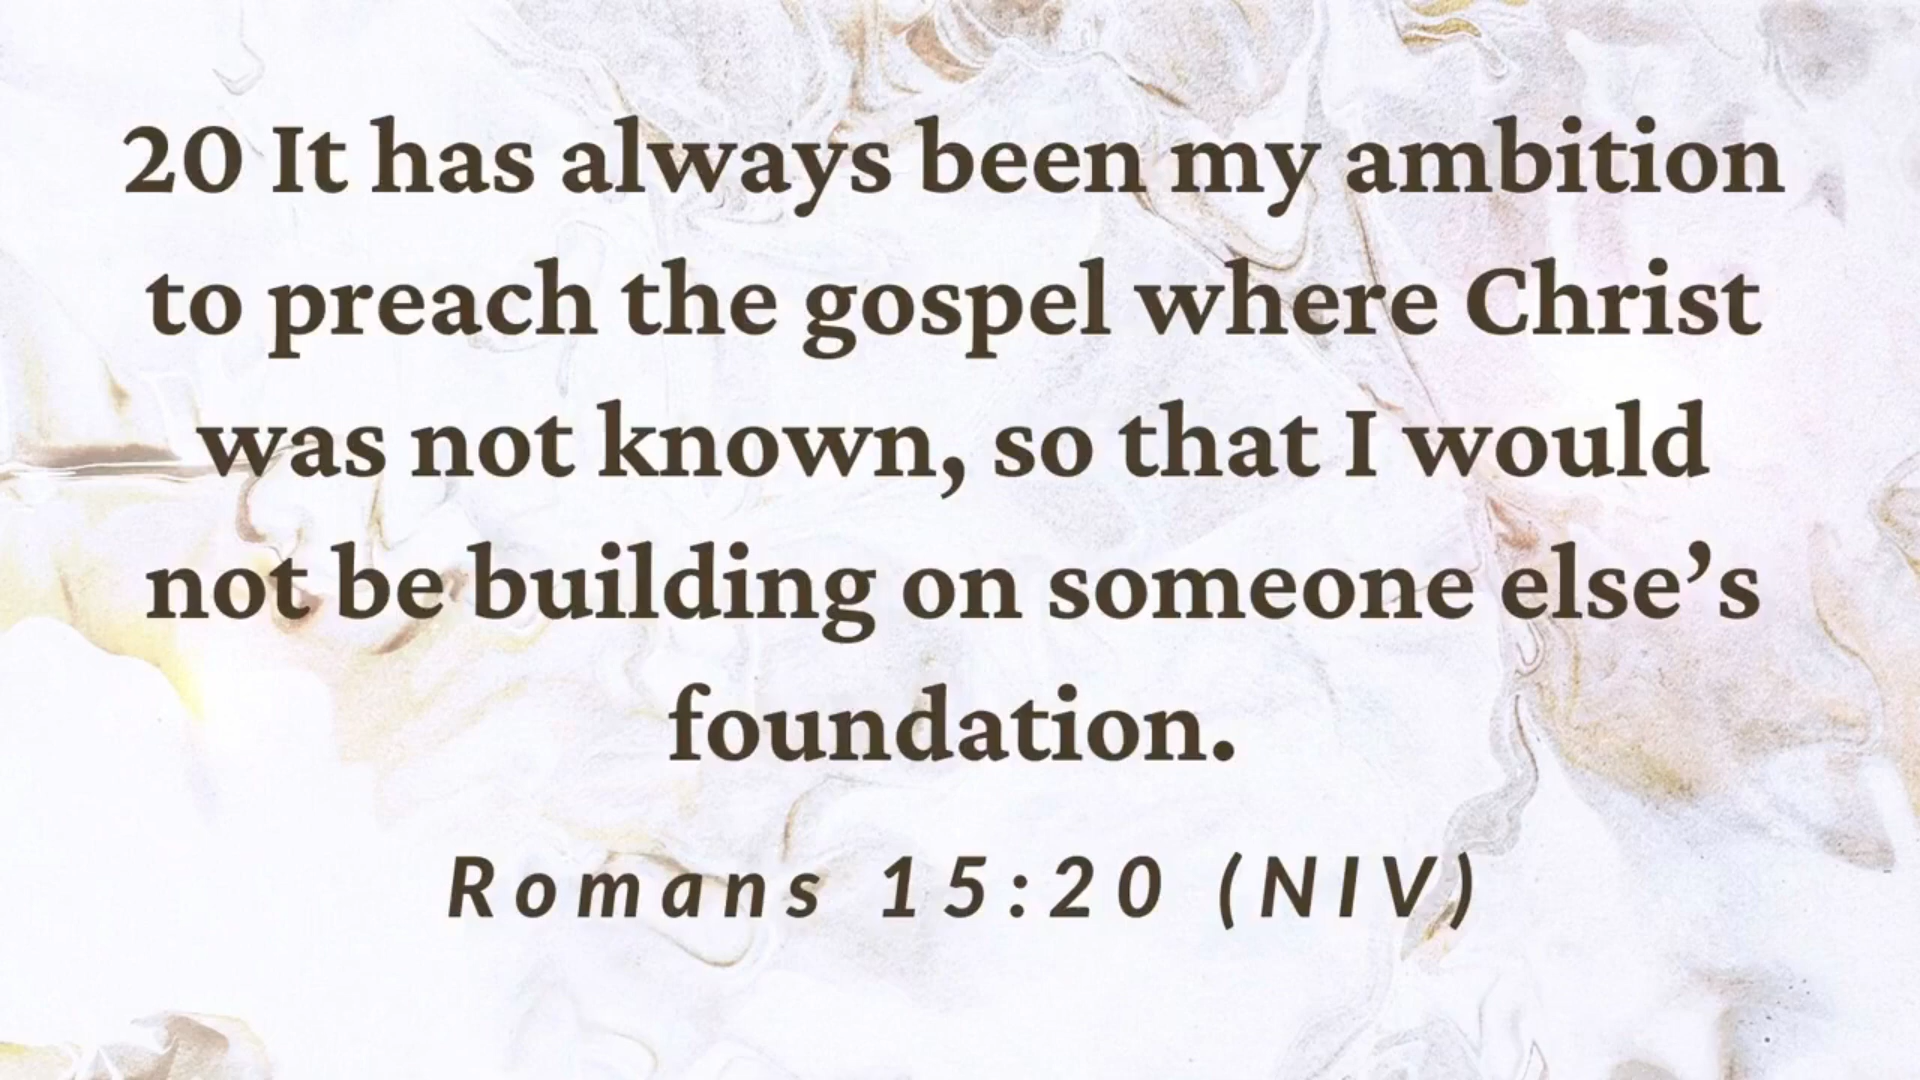 20 It has always been my ambition
to preach the gospel where Christ
was not known, so that I would
not be building on someone else’s
foundation.
Romans 15:20 (NIV)